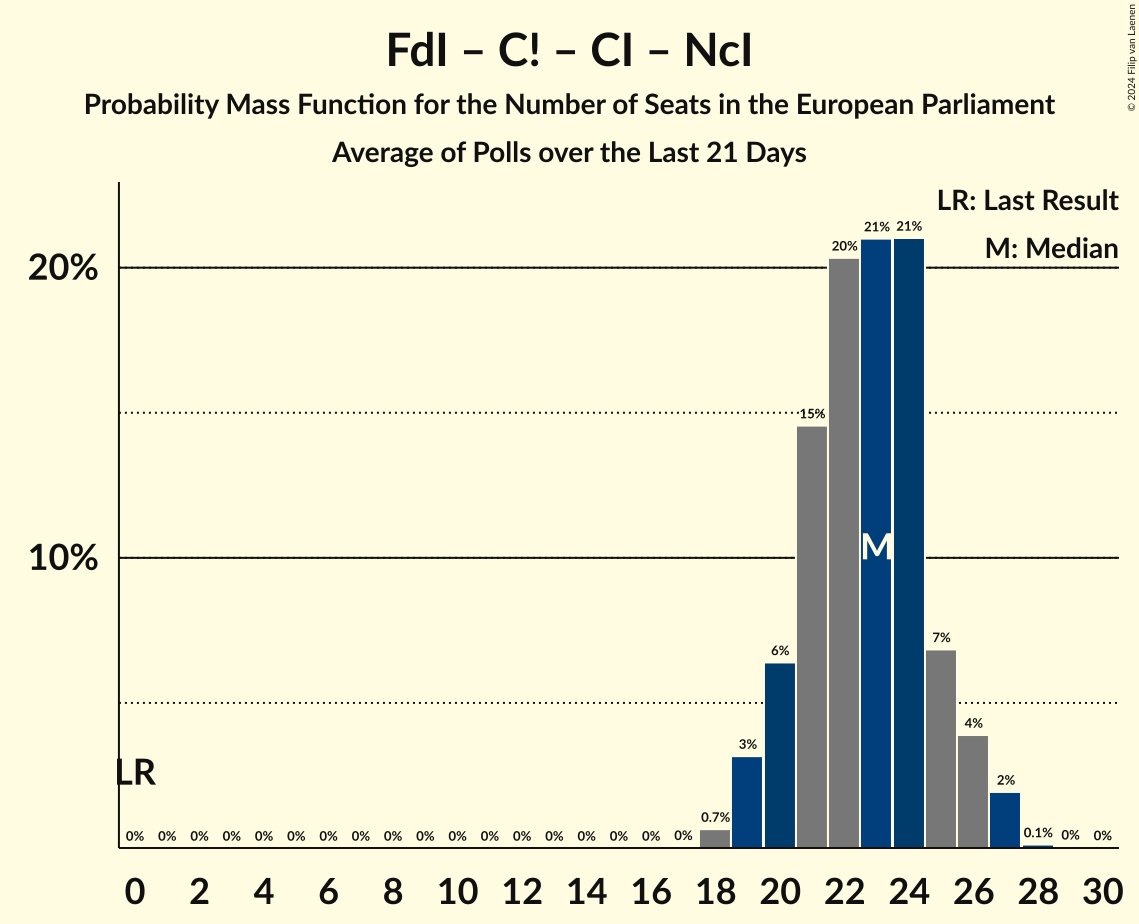 FdI – C! – CI – NcI
Probability Mass Function for the Number of Seats in the European Parliament
Average of Polls over the Last 21 Days
© 2024 Filip van Laenen
LR: Last Result
M: Median
20%
10%
21% 21%
20%
15%
M
7%
6%
4%
3%
2%
LR
0.7%
0% 0% 0% 0% 0% 0% 0% 0% 0% 0% 0% 0% 0% 0% 0% 0% 0% 0% 0.1% 0% 0%
0 2 4 6 8 10 12 14 16 18 20 22 24 26 28 30